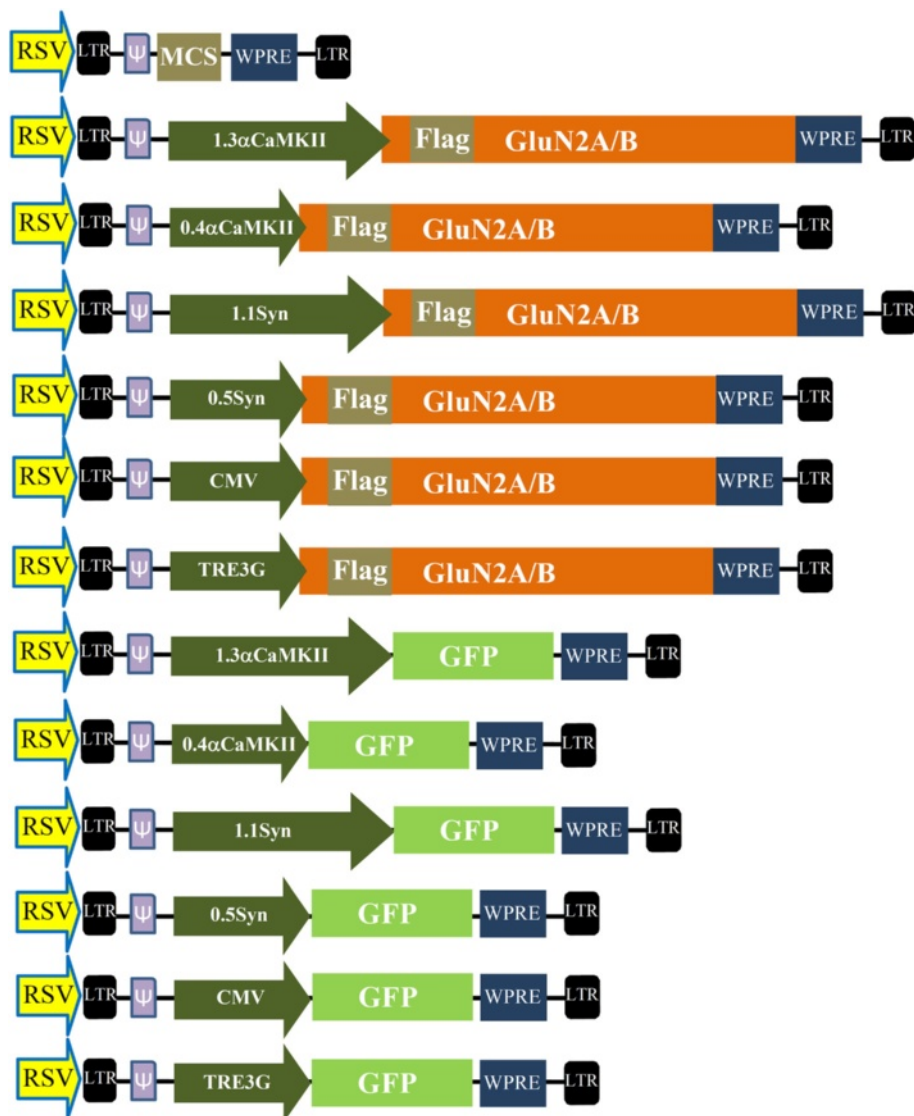 RSV LTR Ψ MCS WPRE LTR
RSV LTR Ψ 1.3αCaMKII Flag GluN2A/B WPRE LTR
RSV LTR Ψ 0.4αCaMKII Flag GluN2A/B WPRE LTR
RSV LTR Ψ 1.1Syn Flag GluN2A/B WPRE LTR
RSV LTR Ψ 0.5Syn Flag GluN2A/B WPRE LTR
RSV LTR Ψ CMV Flag GluN2A/B WPRE LTR
RSV LTR Ψ TRE3G Flag GluN2A/B WPRE LTR
RSV LTR Ψ 1.3αCaMKII GFP WPRE LTR
RSV LTR Ψ 0.4αCaMKII GFP WPRE LTR
RSV LTR Ψ 1.1Syn GFP WPRE LTR
RSV LTR Ψ 0.5Syn GFP WPRE LTR
RSV LTR Ψ CMV GFP WPRE LTR
RSV LTR Ψ TRE3G GFP WPRE LTR